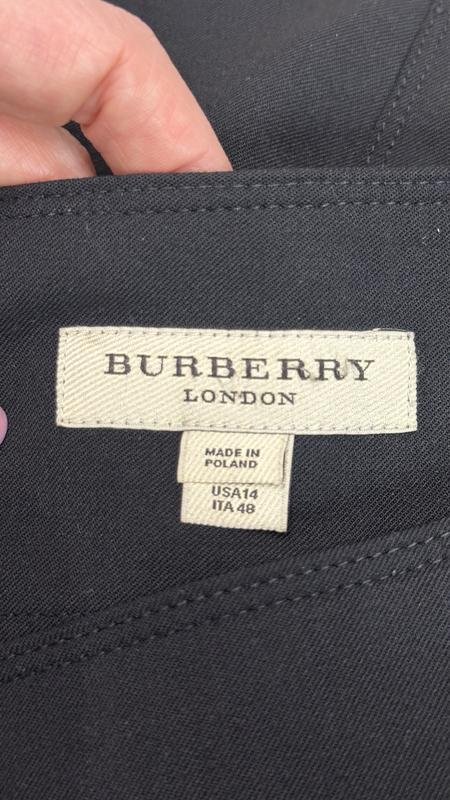 BURBERRY
LONDON
MADE IN
POLAND
USA14
ITA 48